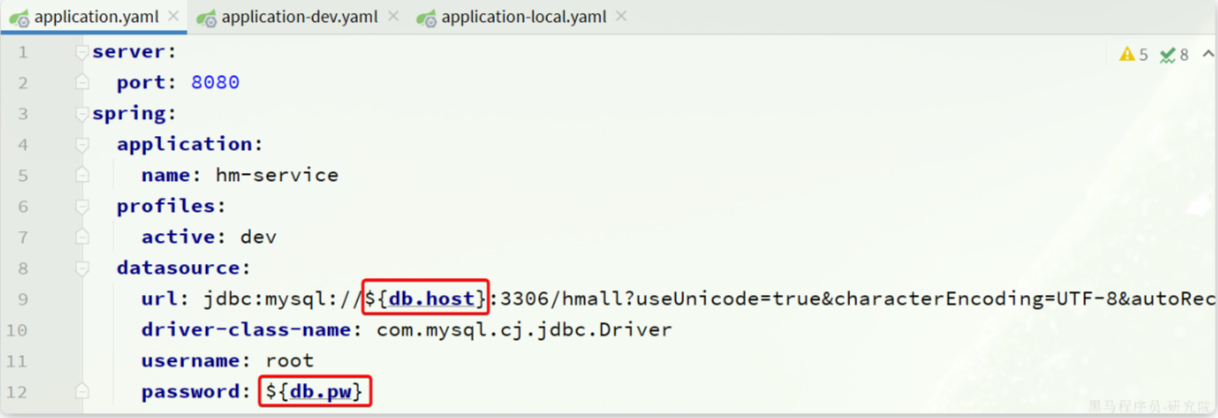 application.yaml application-dev.yaml application-local.yaml
1 server: 5 8
2   port: 8080
3 spring:
4   application:
5     name: hm-service
6   profiles:
7     active: dev
8   datasource:
9     url: jdbc:mysql://${db.host}:3306/hmall?useUnicode=true&characterEncoding=UTF-8&autoRec
10     driver-class-name: com.mysql.cj.jdbc.Driver
11     username: root
12     password: ${db.pw}
黑马程序员-研究院